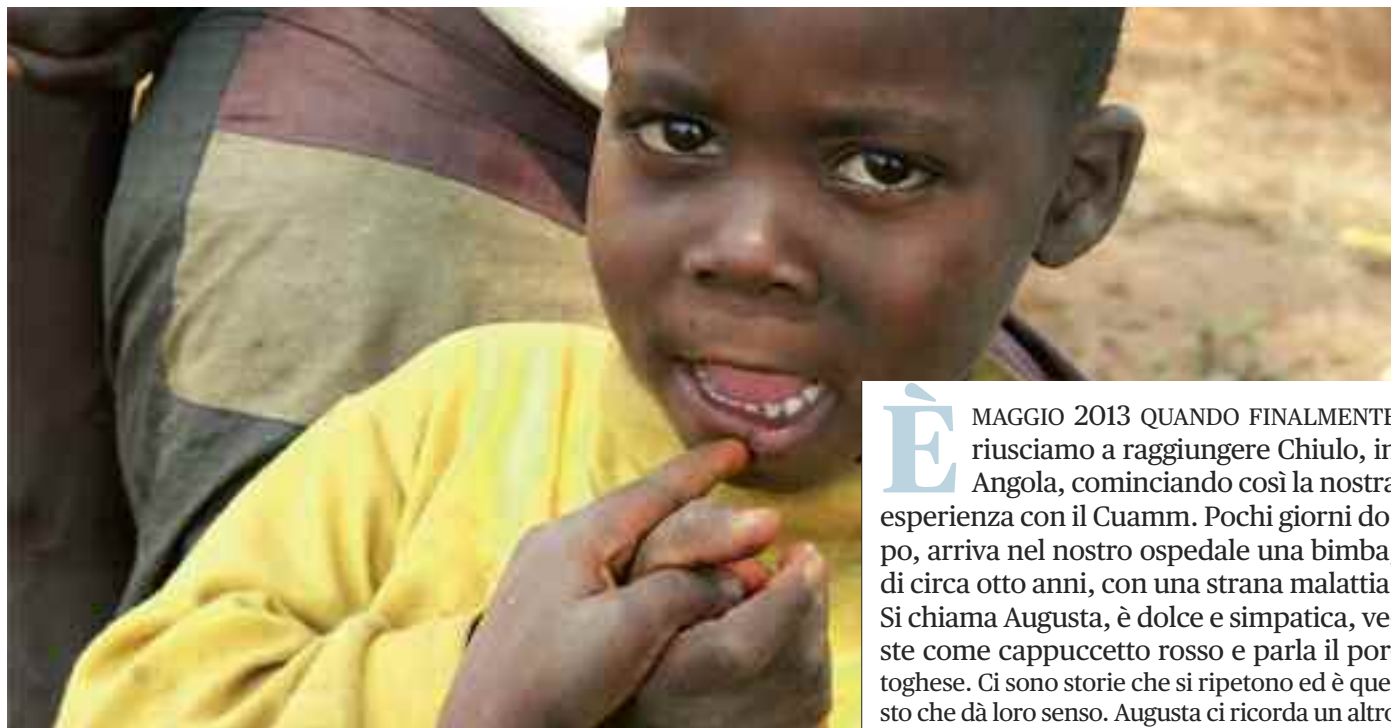 È MAGGIO 2013 QUANDO FINALMENTE
riusciamo a raggiungere Chiulo, in
Angola, cominciando così la nostra
esperienza con il Cuamm. Pochi giorni do
po, arriva nel nostro ospedale una bimba,
di circa otto anni, con una strana malattia.
Si chiama Augusta, è dolce e simpatica, ve
ste come cappuccetto rosso e parla il por
toghese. Ci sono storie che si ripetono ed è que
sto che dà loro senso. Augusta ci ricorda un altro